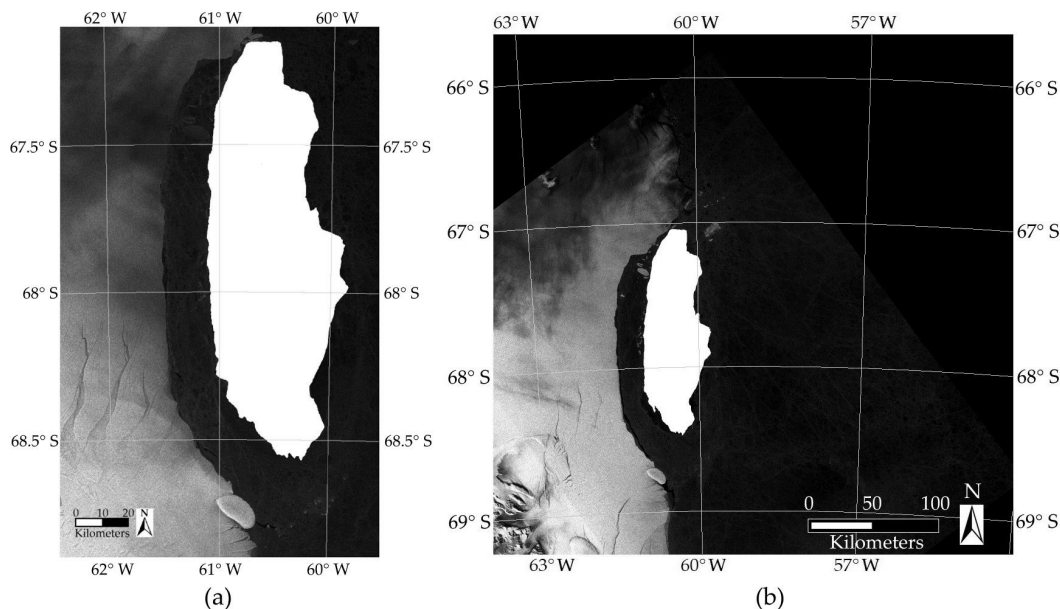 62° W 61° W 60° W
67.5° S 67.5° S
68° S 68° S
68.5° S 68.5° S
0 10 20
Kilometers
N
62° W 61° W 60° W
(a)
63° W 60° W 57° W
66° S 66° S
67° S 67° S
68° S 68° S
69° S 69° S
0 50 100
Kilometers
N
63° W 60° W 57° W
(b)